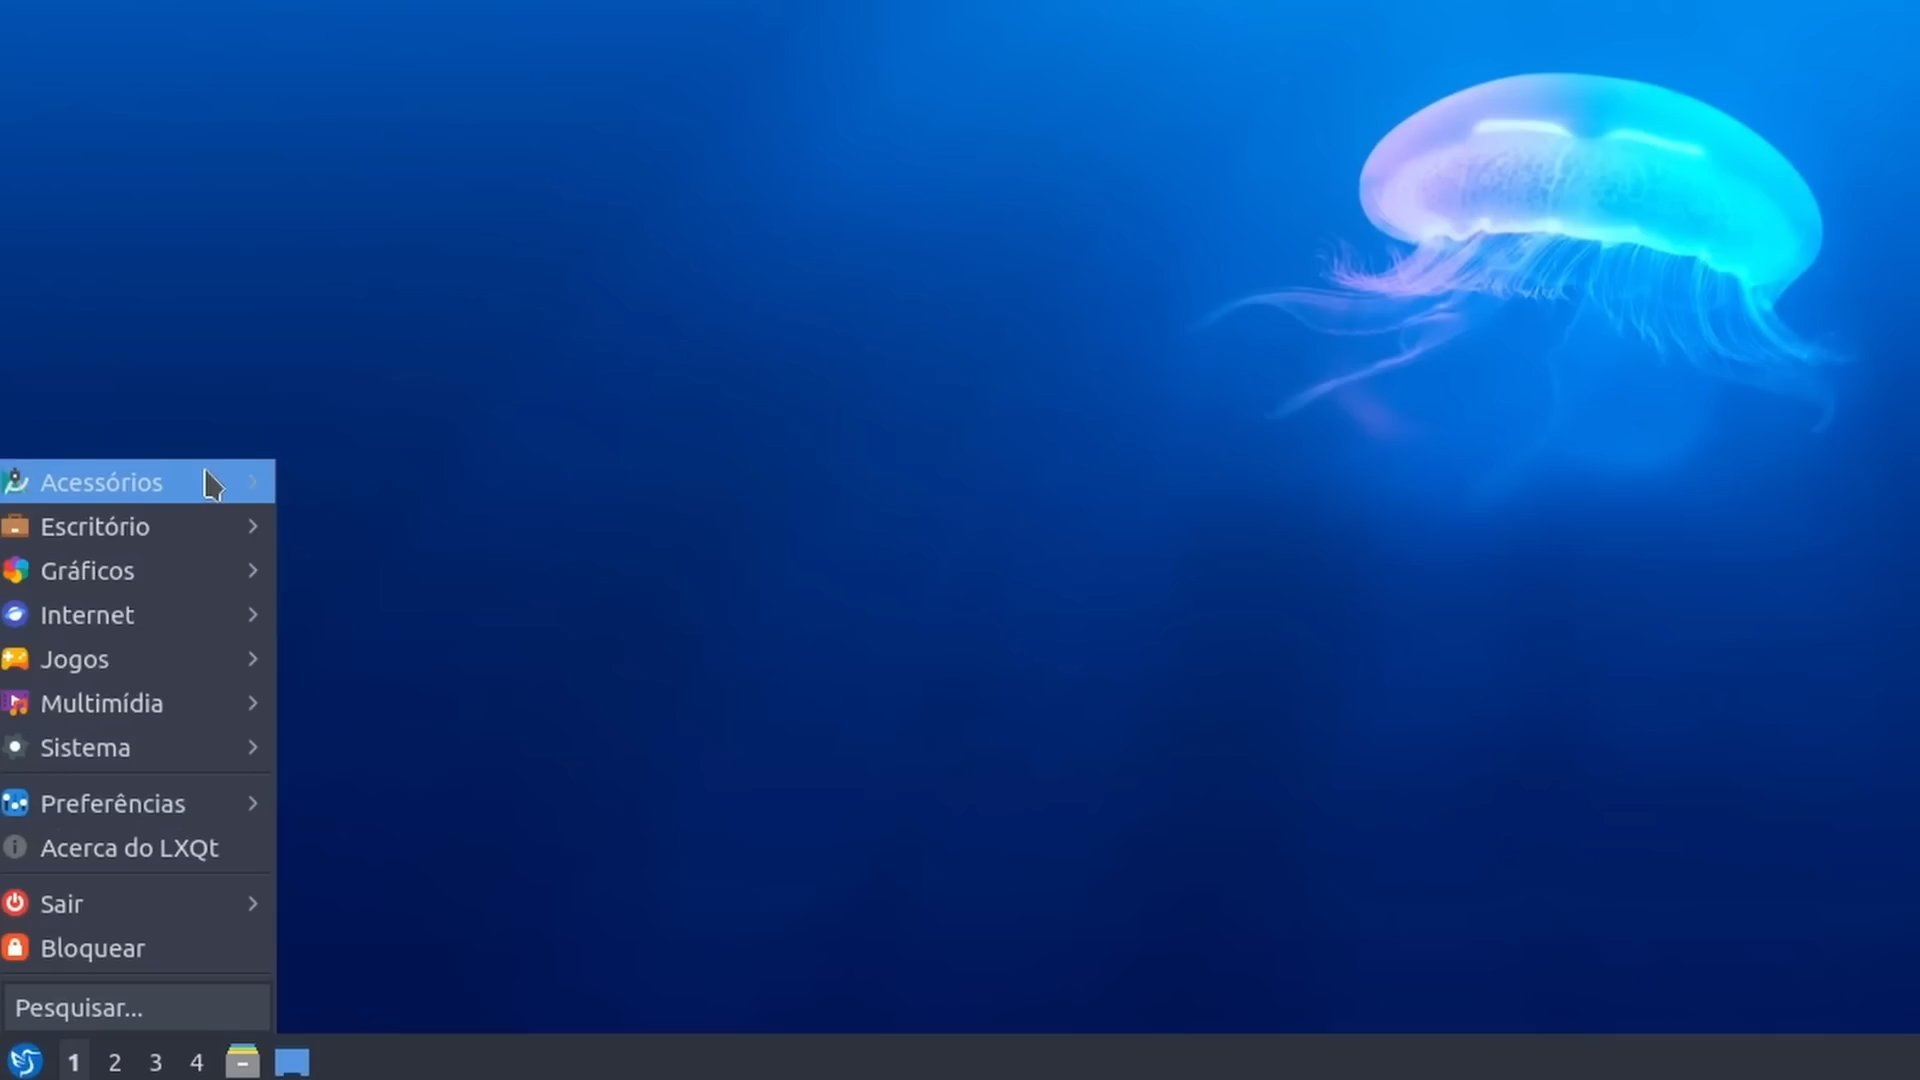 Acessórios
Escritório
Gráficos
Internet
Jogos
Multimídia
Sistema
Preferências
Acerca do LXQt
Sair
Bloquear
Pesquisar...
1 2 3 4